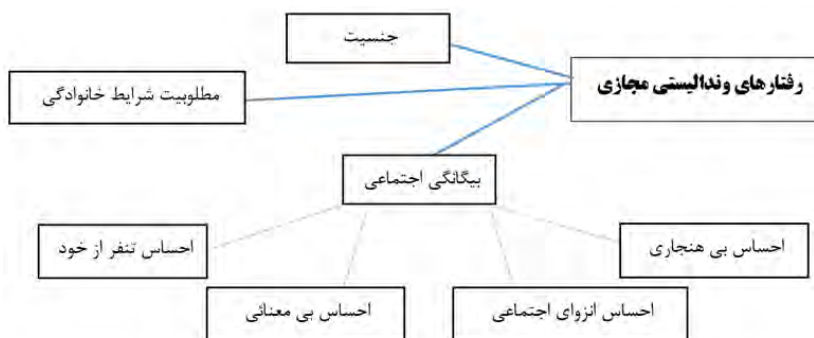 جنسیت
رفتارهای وندالیستی مجازی
مطلوبیت شرایط خانوادگی
بیگانگی اجتماعی
احساس بی هنجاری
احساس تنفر از خود
احساس انزوای اجتماعی
احساس بی معنائی